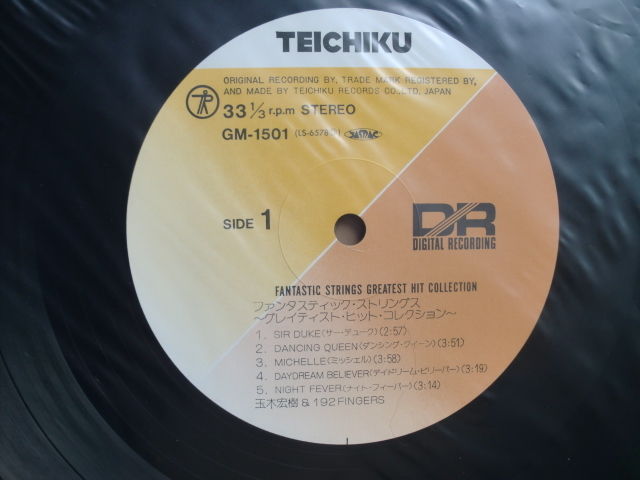 TEICHIKU
ORIGINAL RECORDING BY, TRADE MARK REGISTERED BY,
AND MADE BY TEICHIKU RECORDS CO., LTD, JAPAN
33 1/3 r.p.m STEREO
GM-1501 JASRAC
SIDE 1
DR
DIGITAL RECORDING
FANTASTIC STRINGS GREATEST HIT COLLECTION
ファンタスティック・ストリングス
〜グレイティスト・ヒット・コレクション〜
1. SIR DUKE(サー・デューク)(2:57)
2. DANCING QUEEN(ダンシング・クイーン)(3:51)
3. MICHELLE(ミッシェル)(3:58)
4. DAYDREAM BELIEVER(デイドリーム・ビリーバー)(3:19)
5. NIGHT FEVER(ナイト・フィーバー)(3:14)
玉木宏樹 & 192FINGERS